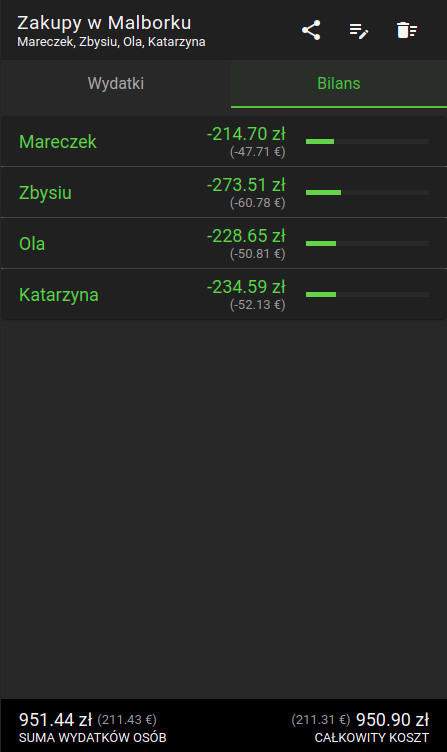 Zakupy w Malborku
Mareczek, Zbysiu, Ola, Katarzyna
Wydatki
Bilans
Mareczek -214.70 zł
(-47.71 €)
Zbysiu -273.51 zł
(-60.78 €)
Ola -228.65 zł
(-50.81 €)
Katarzyna -234.59 zł
(-52.13 €)
951.44 zł (211.43 €) (211.31 €) 950.90 zł
SUMA WYDATKÓW OSÓB CAŁKOWITY KOSZT